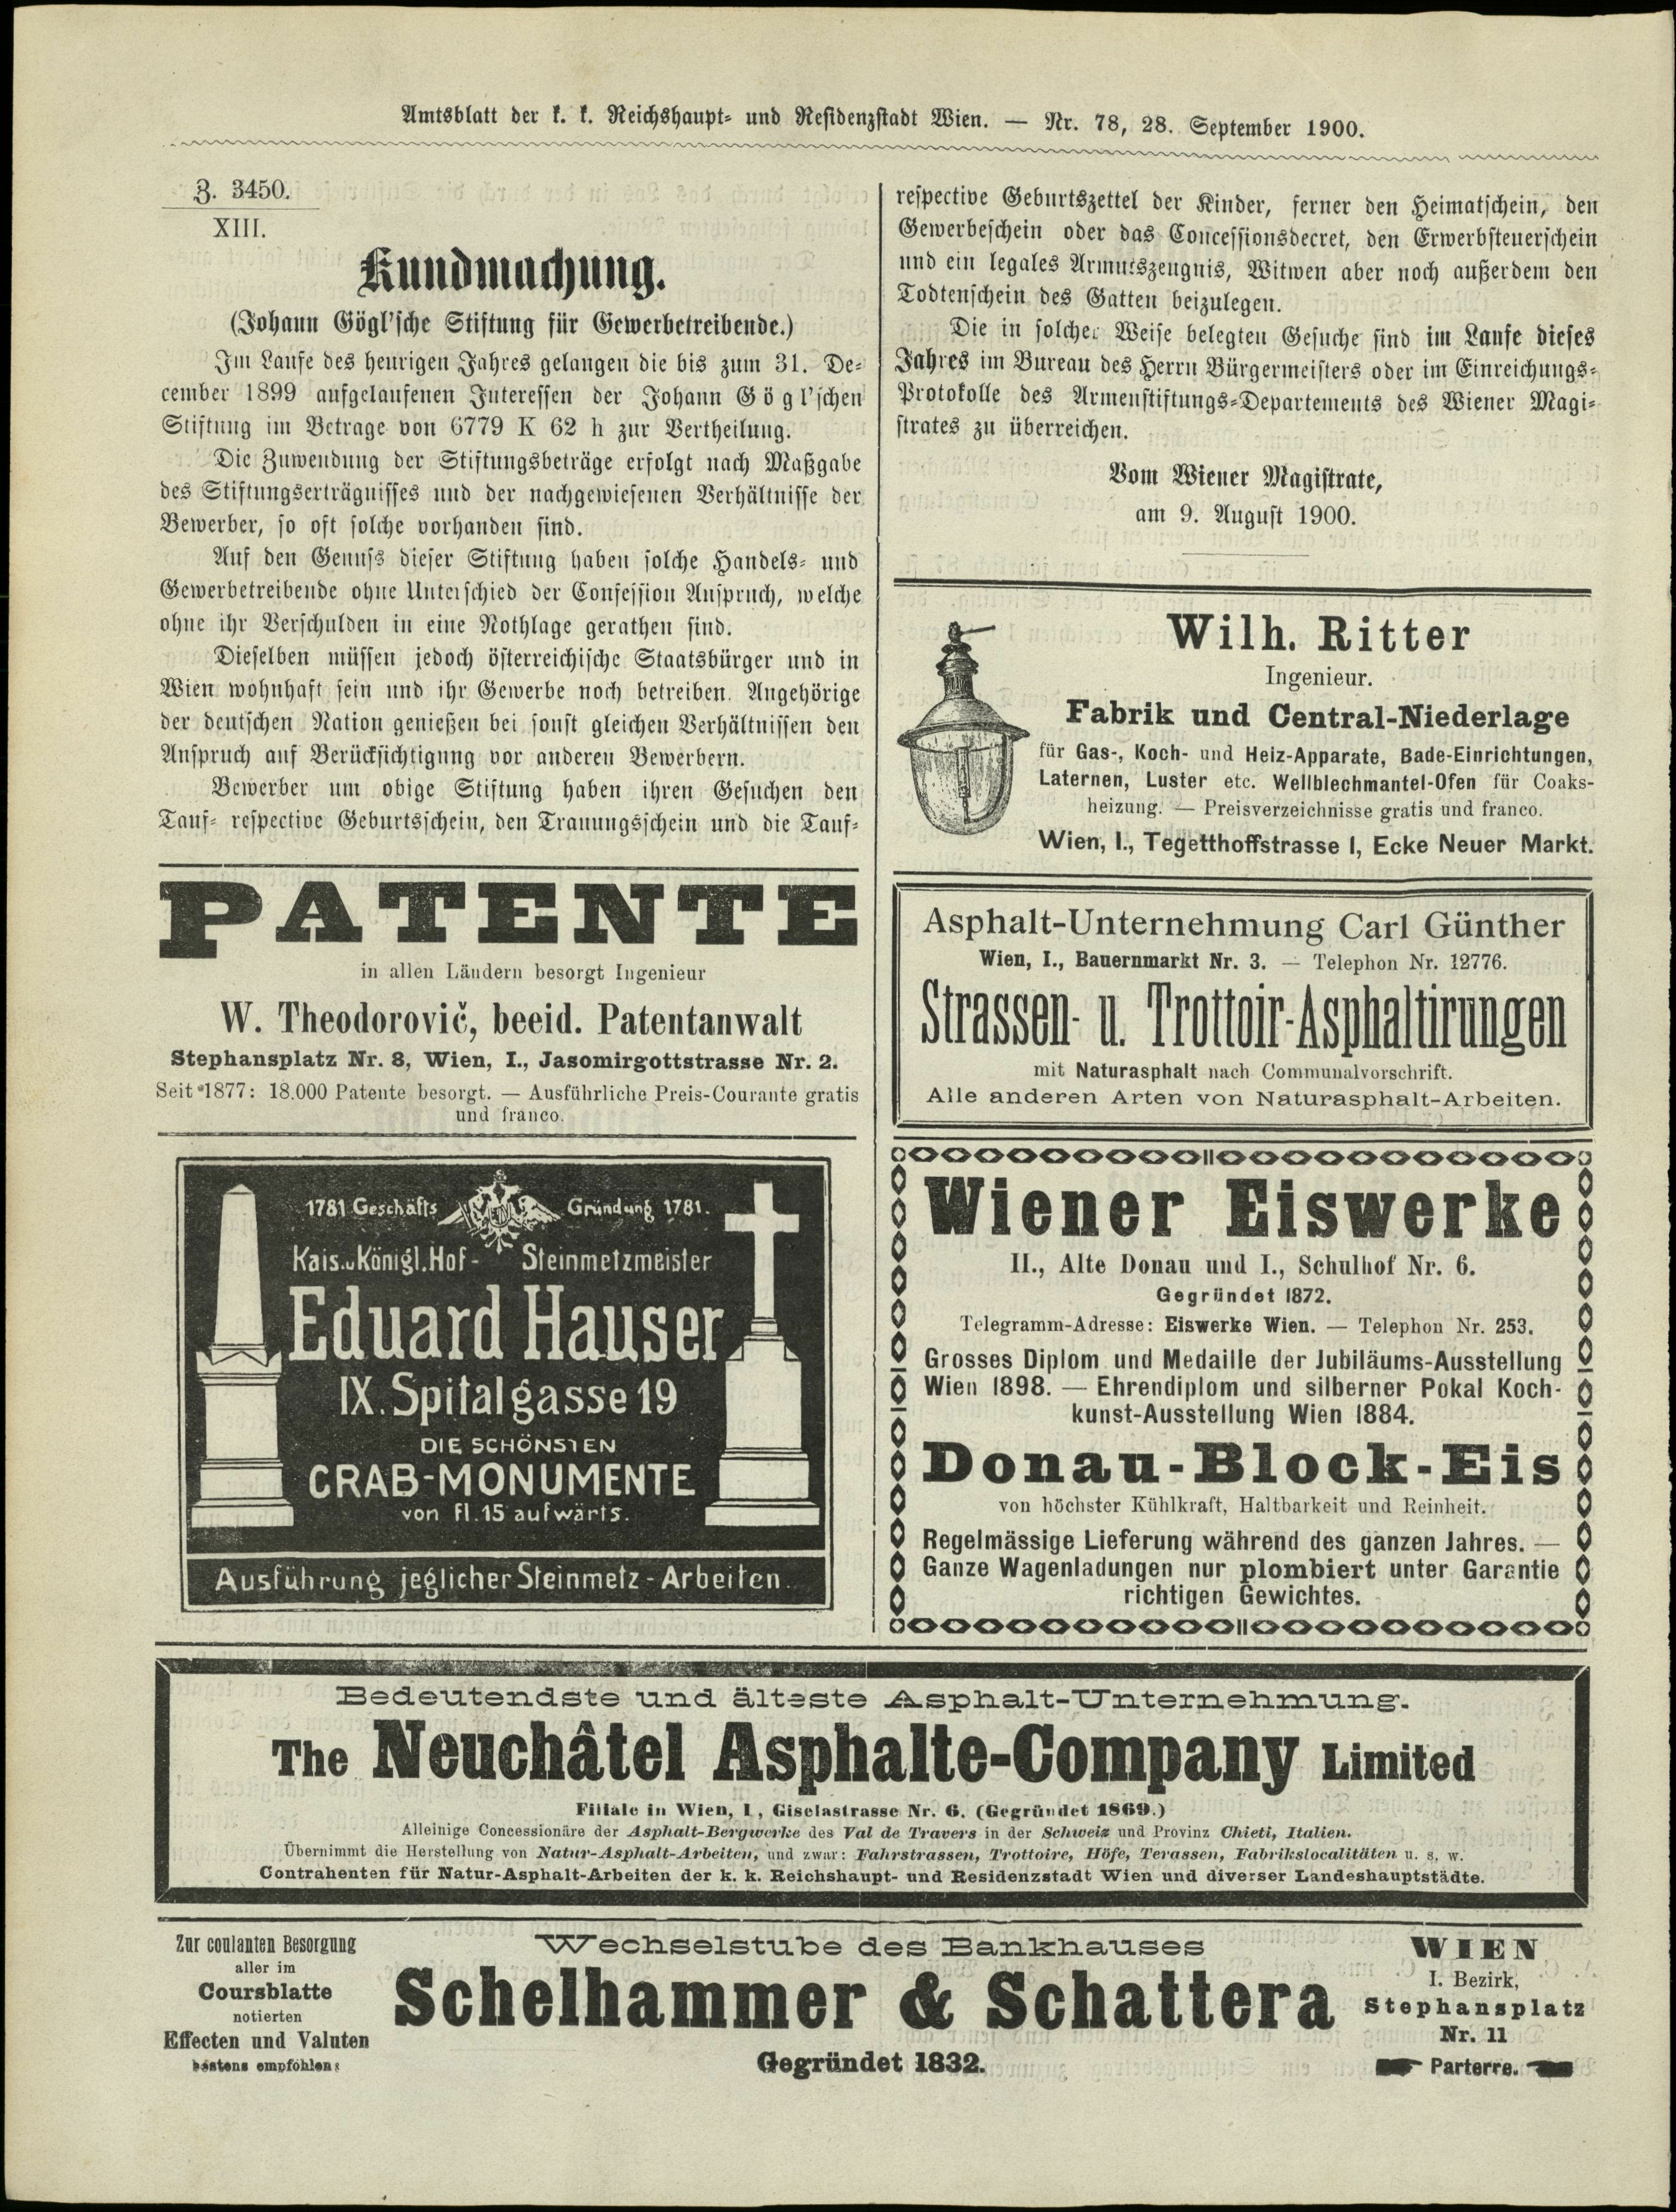 Amtsblatt der k. k. Reichshaupt- und Residenzstadt Wien. — Nr. 78, 28. September 1900.
Z. 3450.
XIII.
Kundmachung.
(Johann Gögl'sche Stiftung für Gewerbetreibende.)
Im Laufe des heurigen Jahres gelangen die bis zum 31. De-
cember 1899 aufgelaufenen Interessen der Johann Gögl'schen
Stiftung im Betrage von 6779 K 62 h zur Vertheilung.
Die Zuwendung der Stiftungsbeträge erfolgt nach Maßgabe
des Stiftungserträgnisses und der nachgewiesenen Verhältnisse der
Bewerber, so oft solche vorhanden sind.
Auf den Genuss dieser Stiftung haben solche Handels- und
Gewerbetreibende ohne Unterschied der Confession Anspruch, welche
ohne ihr Verschulden in eine Nothlage gerathen sind.
Dieselben müssen jedoch österreichische Staatsbürger und in
Wien wohnhaft sein und ihr Gewerbe noch betreiben. Angehörige
der deutschen Nation genießen bei sonst gleichen Verhältnissen den
Anspruch auf Berücksichtigung vor anderen Bewerbern.
Bewerber um obige Stiftung haben ihren Gesuchen den
Tauf- respective Geburtsschein, den Trauungsschein und die Tauf-
respective Geburtszettel der Kinder, ferner den Heimatschein, den
Gewerbeschein oder das Concessionsdecret, den Erwerbsteuerschein
und ein legales Armutszeugnis, Witwen aber noch außerdem den
Todtenschein des Gatten beizulegen.
Die in solcher Weise belegten Gesuche sind im Laufe dieses
Jahres im Bureau des Herrn Bürgermeisters oder im Einreichungs-
Protokolle des Armenstiftungs-Departements des Wiener Magi-
strates zu überreichen.
Vom Wiener Magistrate,
am 9. August 1900.
PATENTE
in allen Ländern besorgt Ingenieur
W. Theodorovič, beeid. Patentanwalt
Stephansplatz Nr. 8, Wien, I., Jasomirgottstrasse Nr. 2.
Seit 1877: 18.000 Patente besorgt. — Ausführliche Preis-Courante gratis
und franco.
1781 Geschäfts Gründung 1781.
Kais.u.Königl.Hof- Steinmetzmeister
Eduard Hauser
IX. Spitalgasse 19
DIE SCHÖNSTEN
GRAB-MONUMENTE
von fl. 15 aufwärts.
Ausführung jeglicher Steinmetz-Arbeiten.
Wilh. Ritter
Ingenieur.
Fabrik und Central-Niederlage
für Gas-, Koch- und Heiz-Apparate, Bade-Einrichtungen,
Laternen, Luster etc. Wellblechmantel-Ofen für Coaks-
heizung. — Preisverzeichnisse gratis und franco.
Wien, I., Tegetthoffstrasse 1, Ecke Neuer Markt.
Asphalt-Unternehmung Carl Günther
Wien, I., Bauernmarkt Nr. 3. — Telephon Nr. 12776.
Strassen- u. Trottoir-Asphaltirungen
mit Naturasphalt nach Communalvorschrift.
Alle anderen Arten von Naturasphalt-Arbeiten.
Wiener Eiswerke
II., Alte Donau und I., Schulhof Nr. 6.
Gegründet 1872.
Telegramm-Adresse: Eiswerke Wien. — Telephon Nr. 253.
Grosses Diplom und Medaille der Jubiläums-Ausstellung
Wien 1898. — Ehrendiplom und silberner Pokal Koch-
kunst-Ausstellung Wien 1884.
Donau-Block-Eis
von höchster Kühlkraft, Haltbarkeit und Reinheit.
Regelmässige Lieferung während des ganzen Jahres. —
Ganze Wagenladungen nur plombiert unter Garantie
richtigen Gewichtes.
Bedeutendste und älteste Asphalt-Unternehmung.
The Neuchâtel Asphalte-Company Limited
Filiale in Wien, I., Giselastrasse Nr. 6. (Gegründet 1869.)
Alleinige Concessionäre der Asphalt-Bergwerke des Val de Travers in der Schweiz und Provinz Chieti, Italien.
Übernimmt die Herstellung von Natur-Asphalt-Arbeiten, und zwar: Fahrstrassen, Trottoire, Höfe, Terassen, Fabrikslocalitäten u. s. w.
Contrahenten für Natur-Asphalt-Arbeiten der k. k. Reichshaupt- und Residenzstadt Wien und diverser Landeshauptstädte.
Zur coulanten Besorgung
aller im
Coursblatte
notierten
Effecten und Valuten
bestens empfohlen:
Wechselstube des Bankhauses
Schelhammer & Schattera
Gegründet 1832.
WIEN
I. Bezirk,
Stephansplatz
Nr. 11
Parterre.